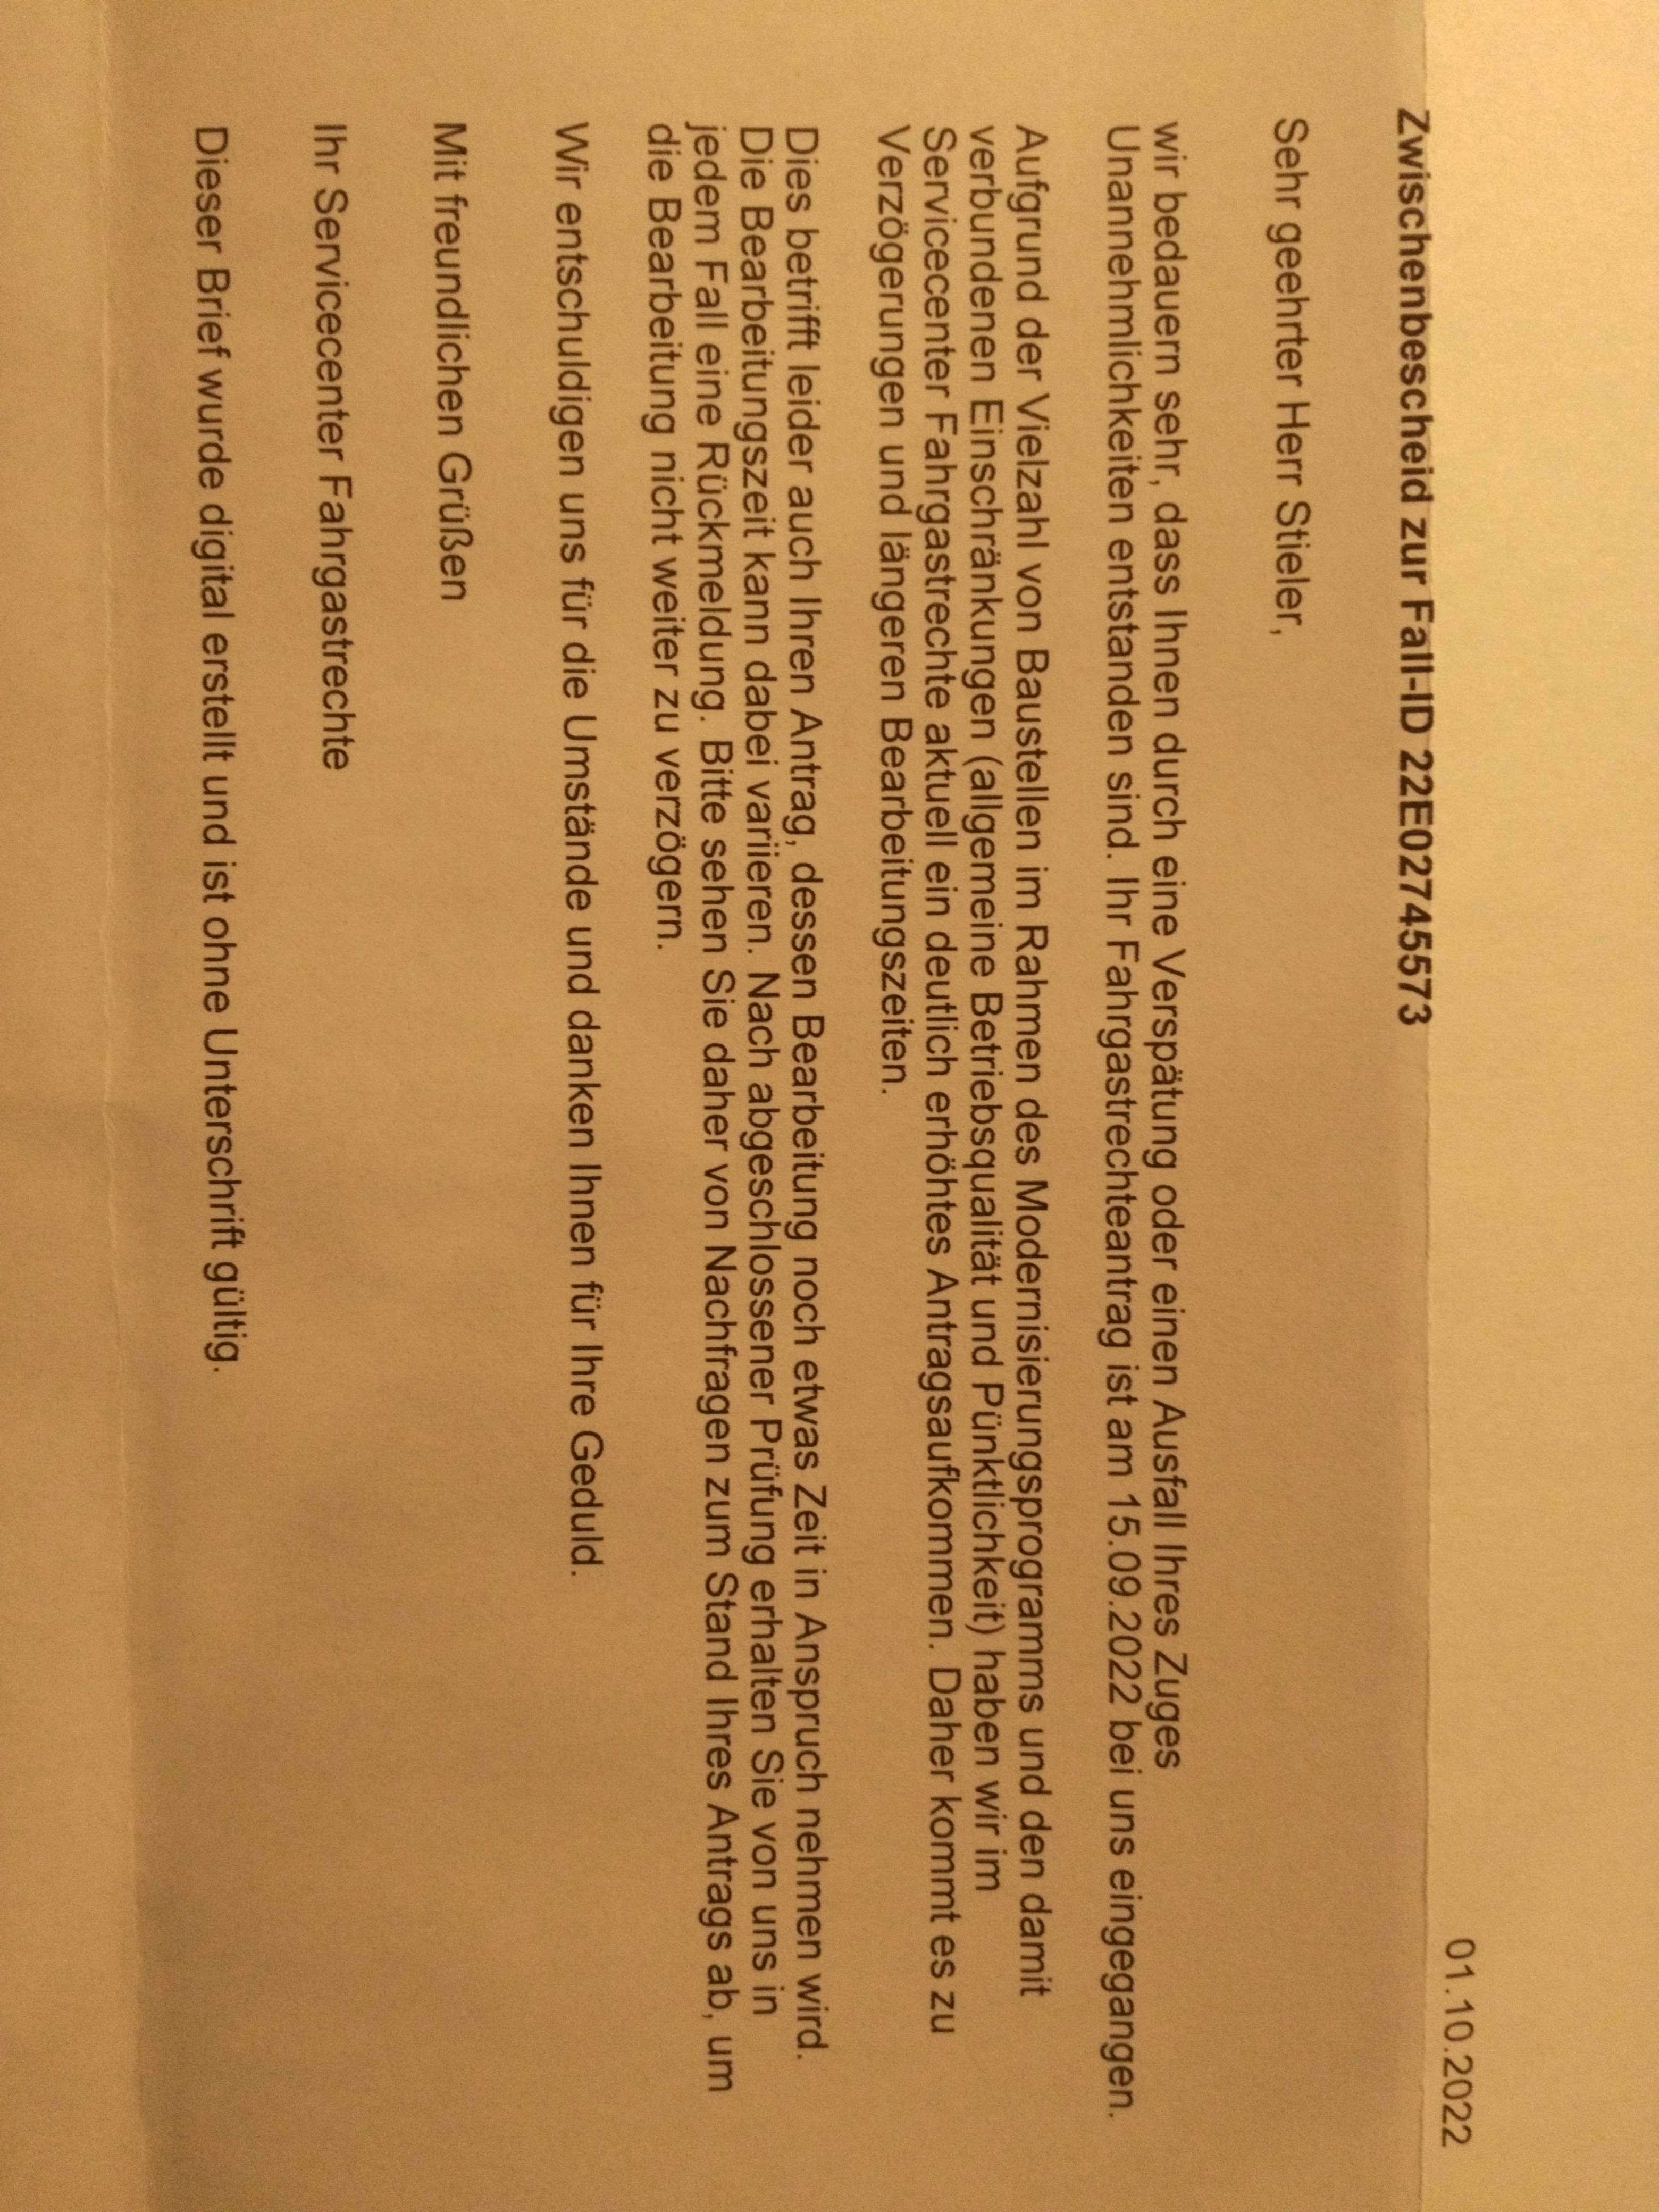 01.10.2022
Zwischenbescheid zur Fall-ID 22E02745573
Sehr geehrter Herr Stieler,
wir bedauern sehr, dass Ihnen durch eine Verspätung oder einen Ausfall Ihres Zuges
Unannehmlichkeiten entstanden sind. Ihr Fahrgastrechteantrag ist am 15.09.2022 bei uns eingegangen.
Aufgrund der Vielzahl von Baustellen im Rahmen des Modernisierungsprogramms und den damit
verbundenen Einschränkungen (allgemeine Betriebsqualität und Pünktlichkeit) haben wir im
Servicecenter Fahrgastrechte aktuell ein deutlich erhöhtes Antragsaufkommen. Daher kommt es zu
Verzögerungen und längeren Bearbeitungszeiten.
Dies betrifft leider auch Ihren Antrag, dessen Bearbeitung noch etwas Zeit in Anspruch nehmen wird.
Die Bearbeitungszeit kann dabei variieren. Nach abgeschlossener Prüfung erhalten Sie von uns in
jedem Fall eine Rückmeldung. Bitte sehen Sie daher von Nachfragen zum Stand Ihres Antrags ab, um
die Bearbeitung nicht weiter zu verzögern.
Wir entschuldigen uns für die Umstände und danken Ihnen für Ihre Geduld.
Mit freundlichen Grüßen
Ihr Servicecenter Fahrgastrechte
Dieser Brief wurde digital erstellt und ist ohne Unterschrift gültig.